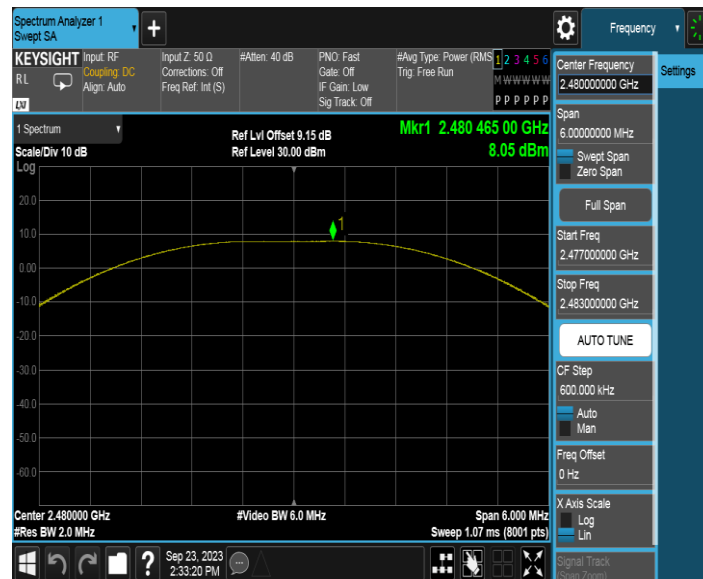 Spectrum Analyzer 1
Swept SA
+
Frequency
KEYSIGHT
RL
LXI
Input: RF
Coupling: DC
Align: Auto
Input Z: 50 Ω
Corrections: Off
Freq Ref: Int (S)
#Atten: 40 dB
PNO: Fast
Gate: Off
IF Gain: Low
Sig Track: Off
#Avg Type: Power (RMS
Trig: Free Run
1 2 3 4 5 6
M W W W W W
P P P P P P
1 Spectrum
Scale/Div 10 dB
Log
Ref Lvl Offset 9.15 dB
Ref Level 30.00 dBm
Mkr1 2.480 465 00 GHz
8.05 dBm
1
20.0
10.0
0.00
-10.0
-20.0
-30.0
-40.0
-50.0
-60.0
Center 2.480000 GHz
#Res BW 2.0 MHz
#Video BW 6.0 MHz
Span 6.000 MHz
Sweep 1.07 ms (8001 pts)
Sep 23, 2023
2:33:20 PM
?
Center Frequency
2.480000000 GHz
Settings
Span
6.00000000 MHz
Swept Span
Zero Span
Full Span
Start Freq
2.477000000 GHz
Stop Freq
2.483000000 GHz
AUTO TUNE
CF Step
600.000 kHz
Auto
Man
Freq Offset
0 Hz
X Axis Scale
Log
Lin
Signal Track
(Span Zoom)